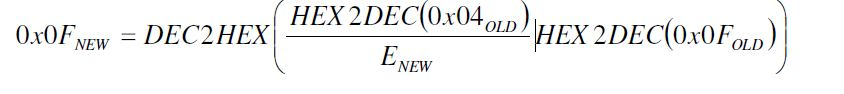 0x0F_NEW = DEC2HEX( HEX2DEC(0x04_OLD) / E_NEW HEX2DEC(0x0F_OLD) )